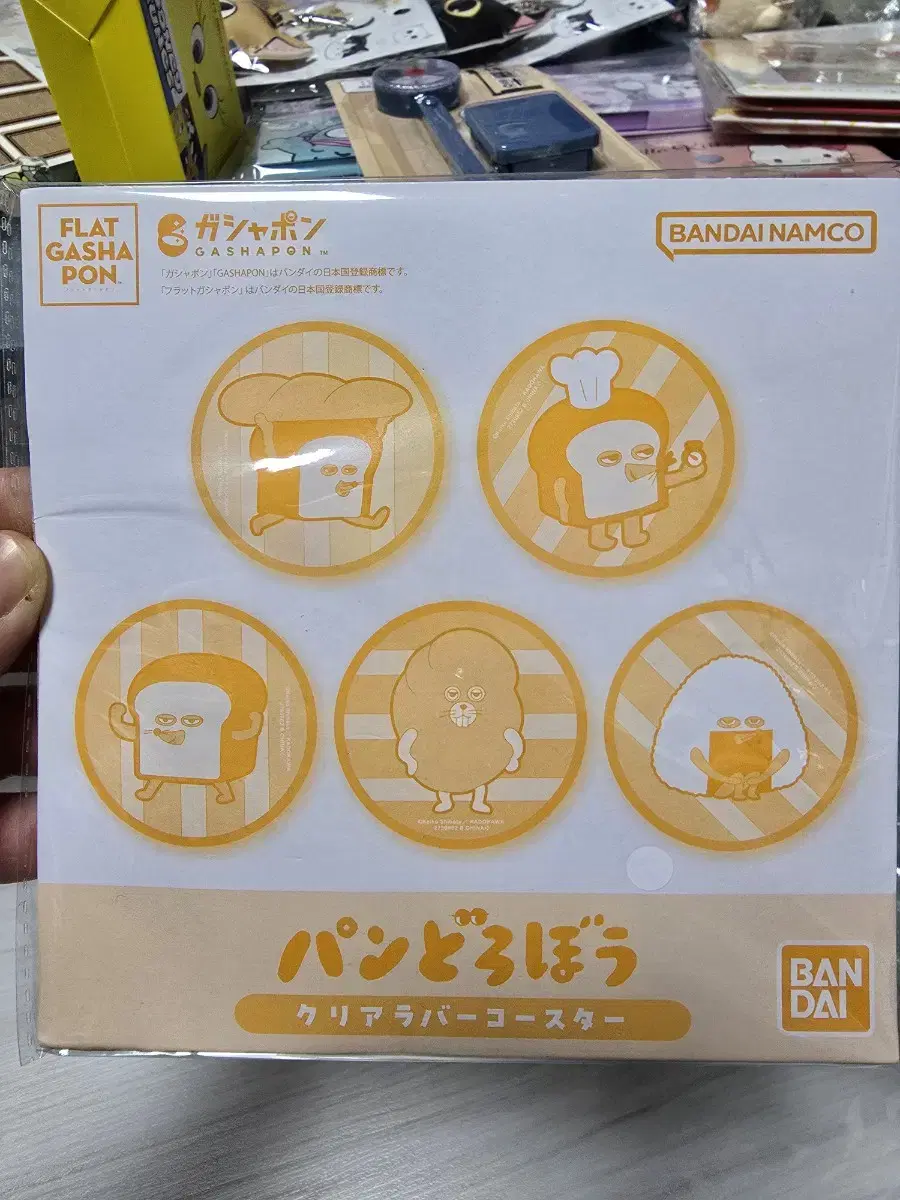 FLAT
GASHA
PON
ガシャポン
GASHAPON™
「ガシャポン」「GASHAPON」はバンダイの日本国登録商標です。
「フラットガシャポン」はバンダイの日本国登録商標です。
BANDAI NAMCO
パンどろぼう
クリアラバーコースター
BAN
DAI